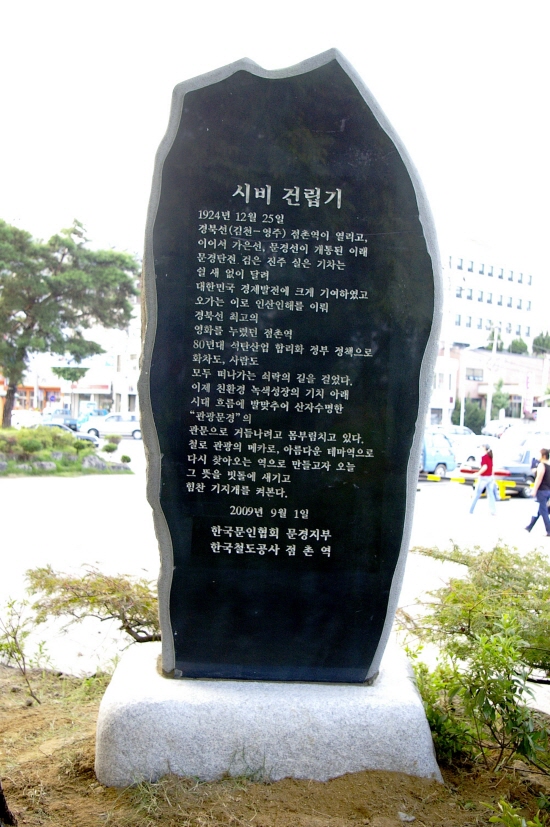 시비 건립기
1924년 12월 25일
경북선(김천-영주) 점촌역이 열리고,
이어서 가은선, 문경선이 개통된 이래
문경탄전 검은 진주 실은 기차는
쉴 새 없이 달려
대한민국 경제발전에 크게 기여하였고
오가는 이로 인산인해를 이뤄
경북선 최고의
영화를 누렸던 점촌역
80년대 석탄산업 합리화 정부 정책으로
화차도, 사람도
모두 떠나가는 쇠락의 길을 걸었다.
이제 친환경 녹색성장의 기치 아래
시대 흐름에 발맞추어 산자수명한
"관광문경"의
관문으로 거듭나려고 몸부림치고 있다.
철로 관광의 메카로, 아름다운 테마역으로
다시 찾아오는 역으로 만들고자 오늘
그 뜻을 빗돌에 새기고
힘찬 기지개를 켜본다.
2009년 9월 1일
한국문인협회 문경지부
한국철도공사 점촌역